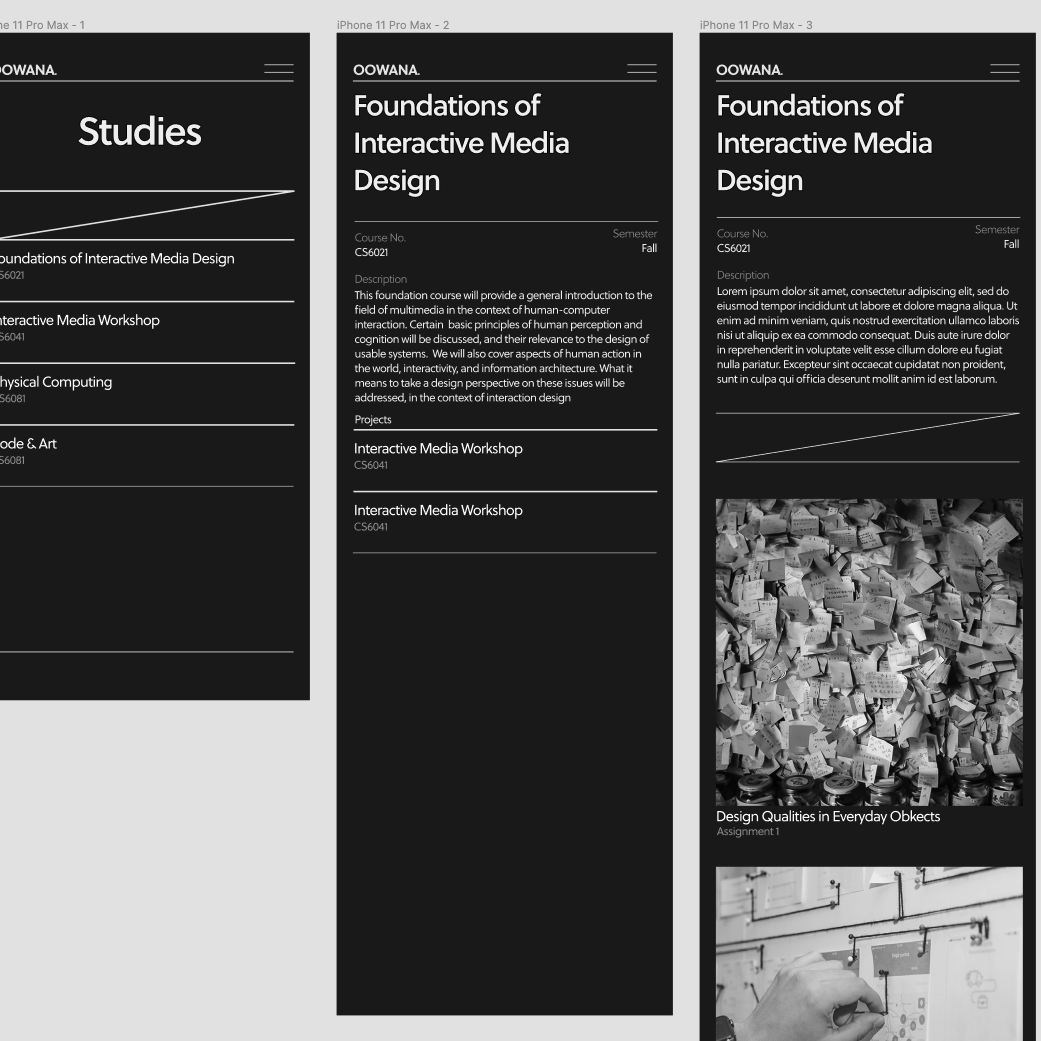 11 Pro Max - 1
OOWANA.
Studies
oundations of Interactive Media Design
S6021
nteractive Media Workshop
S6041
hysical Computing
S6081
ode & Art
S6081
iPhone 11 Pro Max - 2
OOWANA.
Foundations of
Interactive Media
Design
Course No.
CS6021
Semester
Fall
Description
This foundation course will provide a general introduction to the
field of multimedia in the context of human-computer
interaction. Certain  basic principles of human perception and
cognition will be discussed, and their relevance to the design of
usable systems.  We will also cover aspects of human action in
the world, interactivity, and information architecture. What it
means to take a design perspective on these issues will be
addressed, in the context of interaction design
Projects
Interactive Media Workshop
CS6041
Interactive Media Workshop
CS6041
iPhone 11 Pro Max - 3
OOWANA.
Foundations of
Interactive Media
Design
Course No.
CS6021
Semester
Fall
Description
Lorem ipsum dolor sit amet, consectetur adipiscing elit, sed do
eiusmod tempor incididunt ut labore et dolore magna aliqua. Ut
enim ad minim veniam, quis nostrud exercitation ullamco laboris
nisi ut aliquip ex ea commodo consequat. Duis aute irure dolor
in reprehenderit in voluptate velit esse cillum dolore eu fugiat
nulla pariatur. Excepteur sint occaecat cupidatat non proident,
sunt in culpa qui officia deserunt mollit anim id est laborum.
Design Qualities in Everyday Obkects
Assignment 1